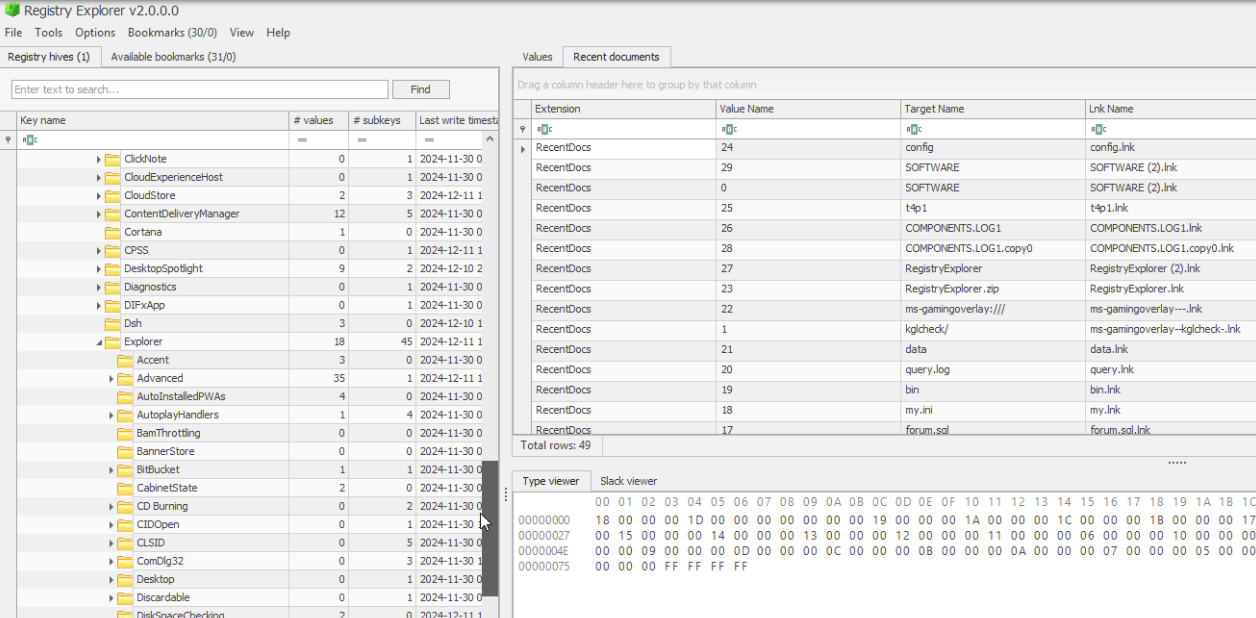 Registry Explorer v2.0.0.0
File Tools Options Bookmarks (30/0) View Help
Registry hives (1) Available bookmarks (31/0)
Enter text to search... Find
Key name # values # subkeys Last write timesta
ClickNote 0 1 2024-11-30 0
CloudExperienceHost 0 1 2024-11-30 0
CloudStore 2 3 2024-12-11 1
ContentDeliveryManager 12 5 2024-11-30 0
Cortana 1 0 2024-11-30 0
CPSS 0 1 2024-12-11 1
DesktopSpotlight 9 2 2024-12-10 2
Diagnostics 0 1 2024-11-30 0
DIFxApp 0 1 2024-11-30 0
Dsh 3 0 2024-12-10 1
Explorer 18 45 2024-12-11 1
Accent 3 0 2024-11-30 0
Advanced 35 1 2024-12-11 1
AutoInstalledPWAs 4 0 2024-11-30 0
AutoplayHandlers 1 4 2024-11-30 0
BamThrottling 0 0 2024-11-30 0
BannerStore 0 0 2024-11-30 0
BitBucket 1 1 2024-11-30 0
CabinetState 2 0 2024-11-30 0
CD Burning 0 2 2024-11-30 0
CIDOpen 0 1 2024-11-30
CLSID 0 5 2024-11-30 0
ComDlg32 0 3 2024-11-30 1
Desktop 0 1 2024-11-30 0
Discardable 0 1 2024-11-30 0
DiskSpaceChecking 2 0 2024-12-11 1
Values Recent documents
Drag a column header here to group by that column
Extension Value Name Target Name Lnk Name
RecentDocs 24 config config.lnk
RecentDocs 29 SOFTWARE SOFTWARE (2).lnk
RecentDocs 0 SOFTWARE SOFTWARE (2).lnk
RecentDocs 25 t4p1 t4p1.lnk
RecentDocs 26 COMPONENTS.LOG1 COMPONENTS.LOG1.lnk
RecentDocs 28 COMPONENTS.LOG1.copy0 COMPONENTS.LOG1.copy0.lnk
RecentDocs 27 RegistryExplorer RegistryExplorer (2).lnk
RecentDocs 23 RegistryExplorer.zip RegistryExplorer.lnk
RecentDocs 22 ms-gamingoverlay:/// ms-gamingoverlay---.lnk
RecentDocs 1 kglcheck/ ms-gamingoverlay--kglcheck-.lnk
RecentDocs 21 data data.lnk
RecentDocs 20 query.log query.lnk
RecentDocs 19 bin bin.lnk
RecentDocs 18 my.ini my.lnk
RecentDocs 17 forum.sql forum.sql.lnk
Total rows: 49
Type viewer Slack viewer
00 01 02 03 04 05 06 07 08 09 0A 0B 0C 0D 0E 0F 10 11 12 13 14 15 16 17 18 19 1A 1B 1C
00000000 18 00 00 00 1D 00 00 00 00 00 00 00 19 00 00 00 1A 00 00 00 1C 00 00 00 1B 00 00 00 17
00000027 00 15 00 00 00 14 00 00 00 13 00 00 00 12 00 00 00 11 00 00 00 06 00 00 00 10 00 00 00
0000004E 00 00 09 00 00 00 0D 00 00 00 0C 00 00 00 0B 00 00 00 0A 00 00 00 07 00 00 00 05 00 00
00000075 00 00 00 FF FF FF FF